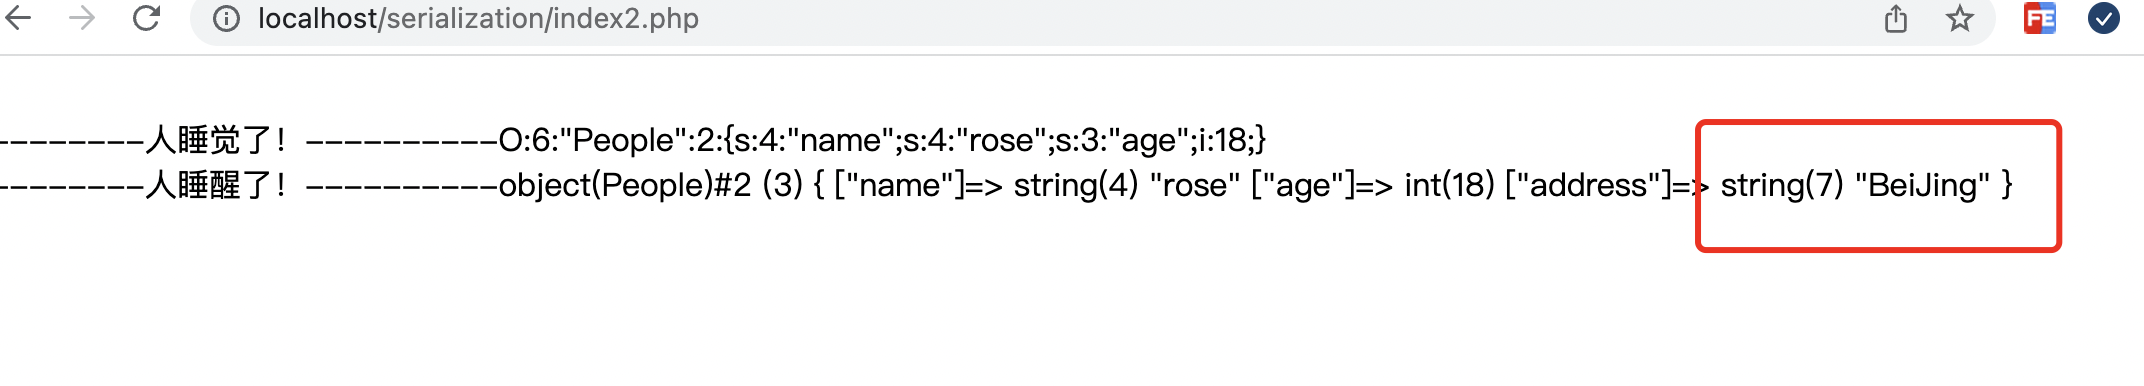 localhost/serialization/index2.php
FE
--------人睡觉了！----------O:6:"People":2:{s:4:"name";s:4:"rose";s:3:"age";i:18;}
--------人睡醒了！----------object(People)#2 (3) { ["name"]=> string(4) "rose" ["age"]=> int(18) ["address"]=> string(7) "BeiJing" }